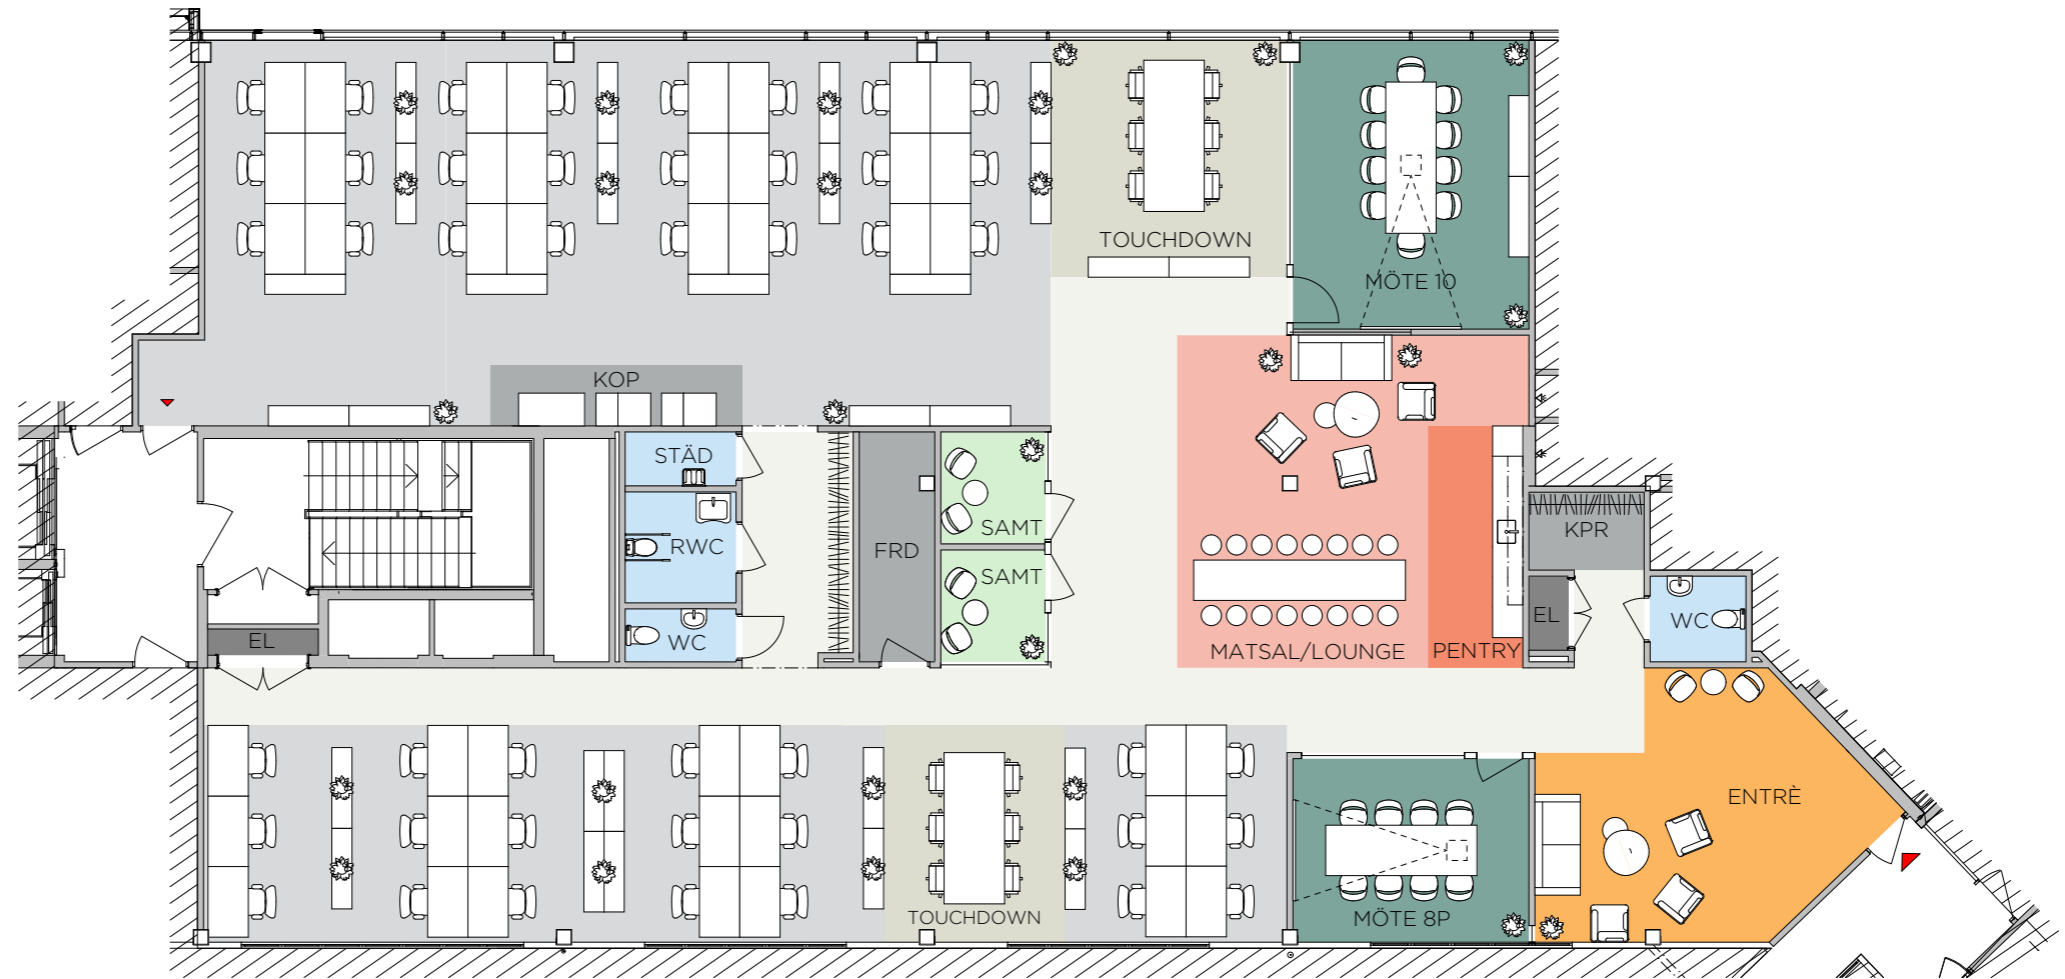 TOUCHDOWN
MÖTE 10
KOP
STÄD
RWC
WC
FRD
SAMT
SAMT
KPR
EL
WC
EL
MATSAL/LOUNGE
PENTRY
ENTRÈ
TOUCHDOWN
MÖTE 8P